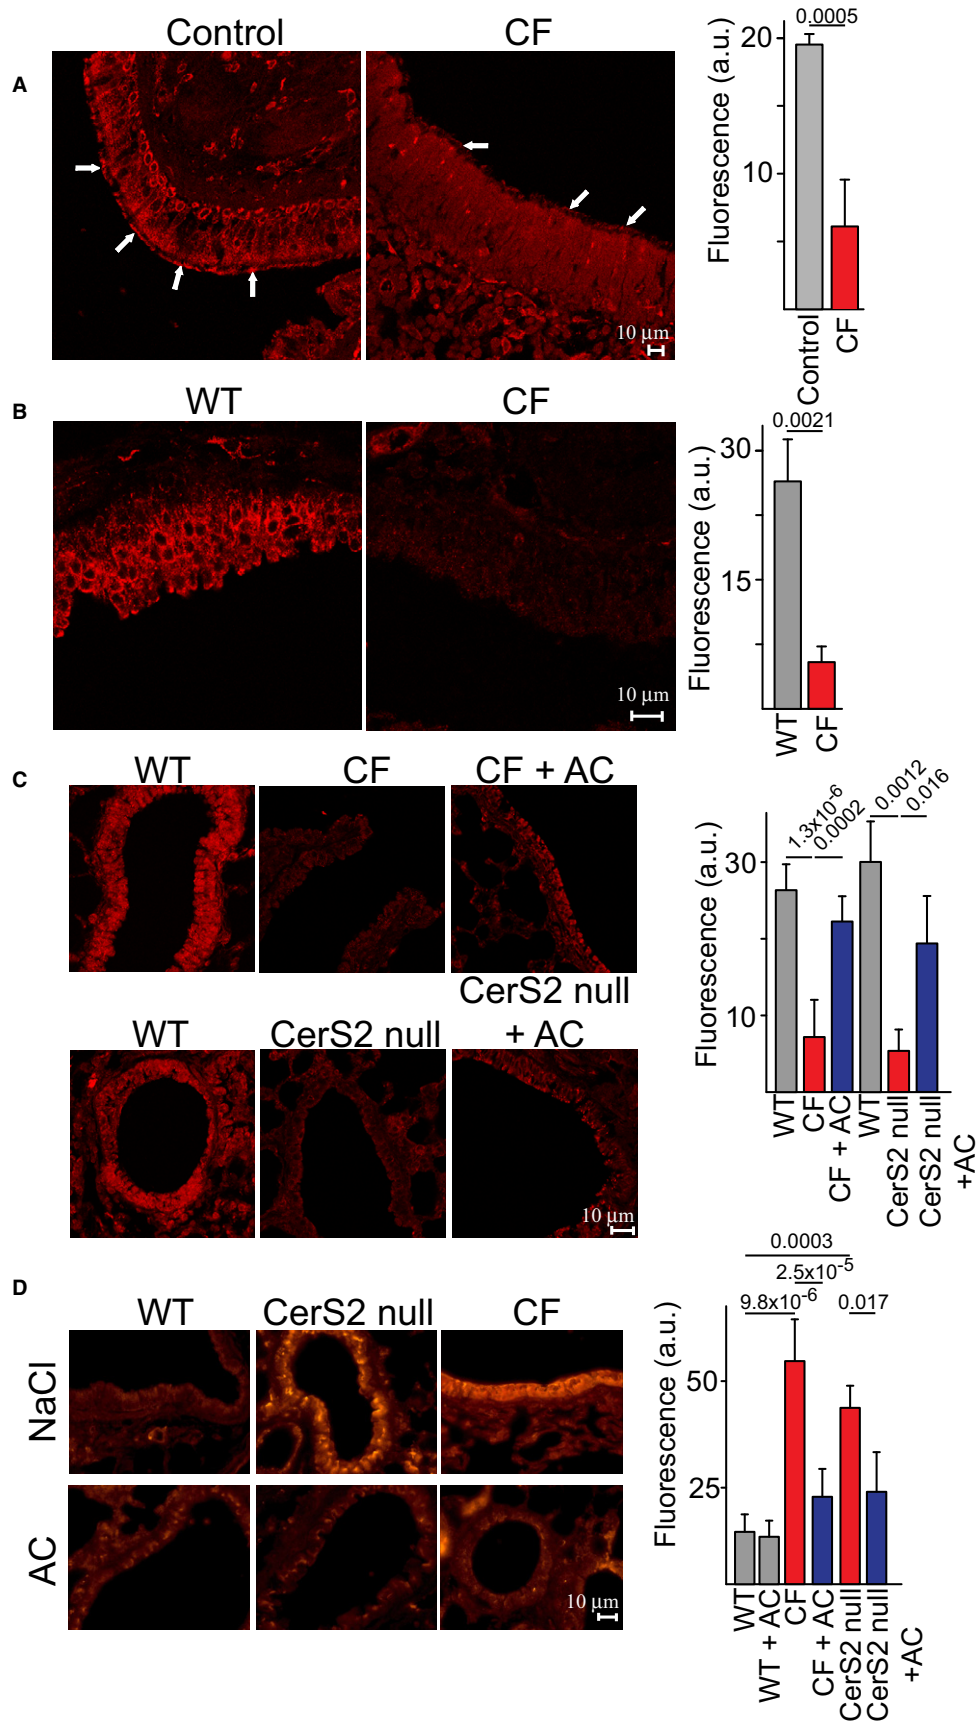 A
Control
CF
10 μm
Fluorescence (a.u.)
20
10
0.0005
Control
CF
B
WT
CF
10 μm
Fluorescence (a.u.)
30
15
0.0021
WT
CF
C
WT
CF
CF + AC
WT
CerS2 null
CerS2 null
+ AC
10 μm
Fluorescence (a.u.)
30
10
1.3x10-6
0.0002
0.0012
0.016
WT
CF
CF + AC
WT
CerS2 null
CerS2 null
+AC
D
WT
CerS2 null
CF
NaCl
AC
10 μm
Fluorescence (a.u.)
50
25
0.0003
2.5x10-5
9.8x10-6
0.017
WT
WT + AC
CF
CF + AC
CerS2 null
CerS2 null
+AC